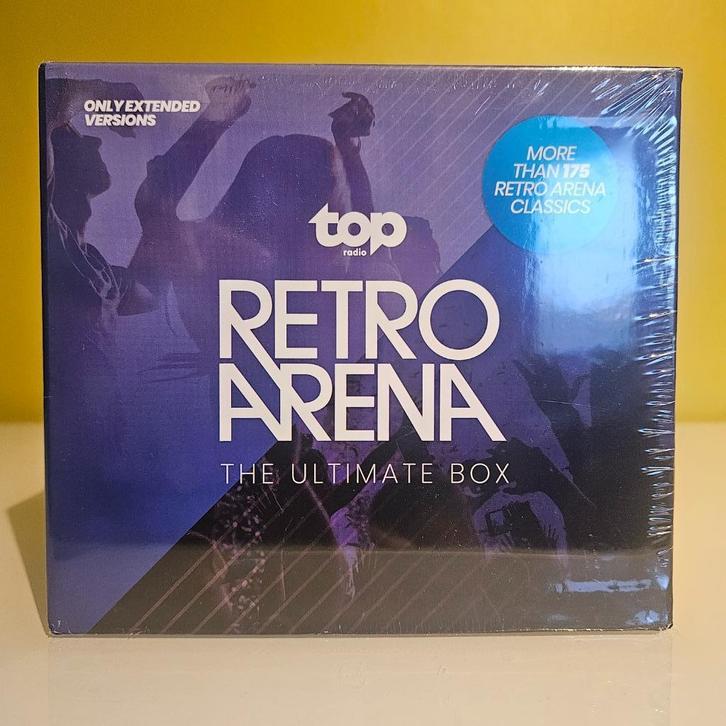 ONLY EXTENDED
VERSIONS
MORE
THAN 175
RETRO ARENA
CLASSICS
top
radio
RETRO
ARENA
THE ULTIMATE BOX